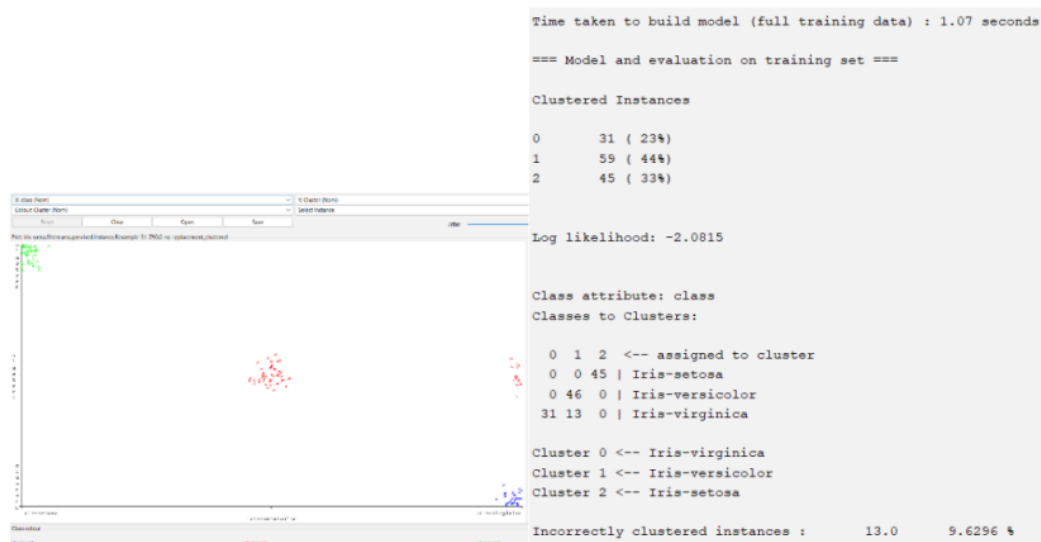 X: class (Nom)
Y: Cluster (Nom)
Colour: Cluster (Nom)
Select Instance
Reset
Clear
Open
Save
Jitter
Class colour
Time taken to build model (full training data) : 1.07 seconds
=== Model and evaluation on training set ===
Clustered Instances
0 31 ( 23%)
1 59 ( 44%)
2 45 ( 33%)
Log likelihood: -2.0815
Class attribute: class
Classes to Clusters:
0 1 2 <-- assigned to cluster
0 0 45 | Iris-setosa
0 46 0 | Iris-versicolor
31 13 0 | Iris-virginica
Cluster 0 <-- Iris-virginica
Cluster 1 <-- Iris-versicolor
Cluster 2 <-- Iris-setosa
Incorrectly clustered instances : 13.0 9.6296 %